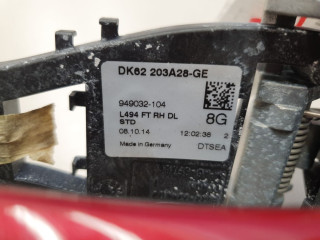 DK62 203A28-GE
949032-104
L494 FT RH DL
STD
8G
06.10.14 12:02:36 2
Made in Germany DTSEA